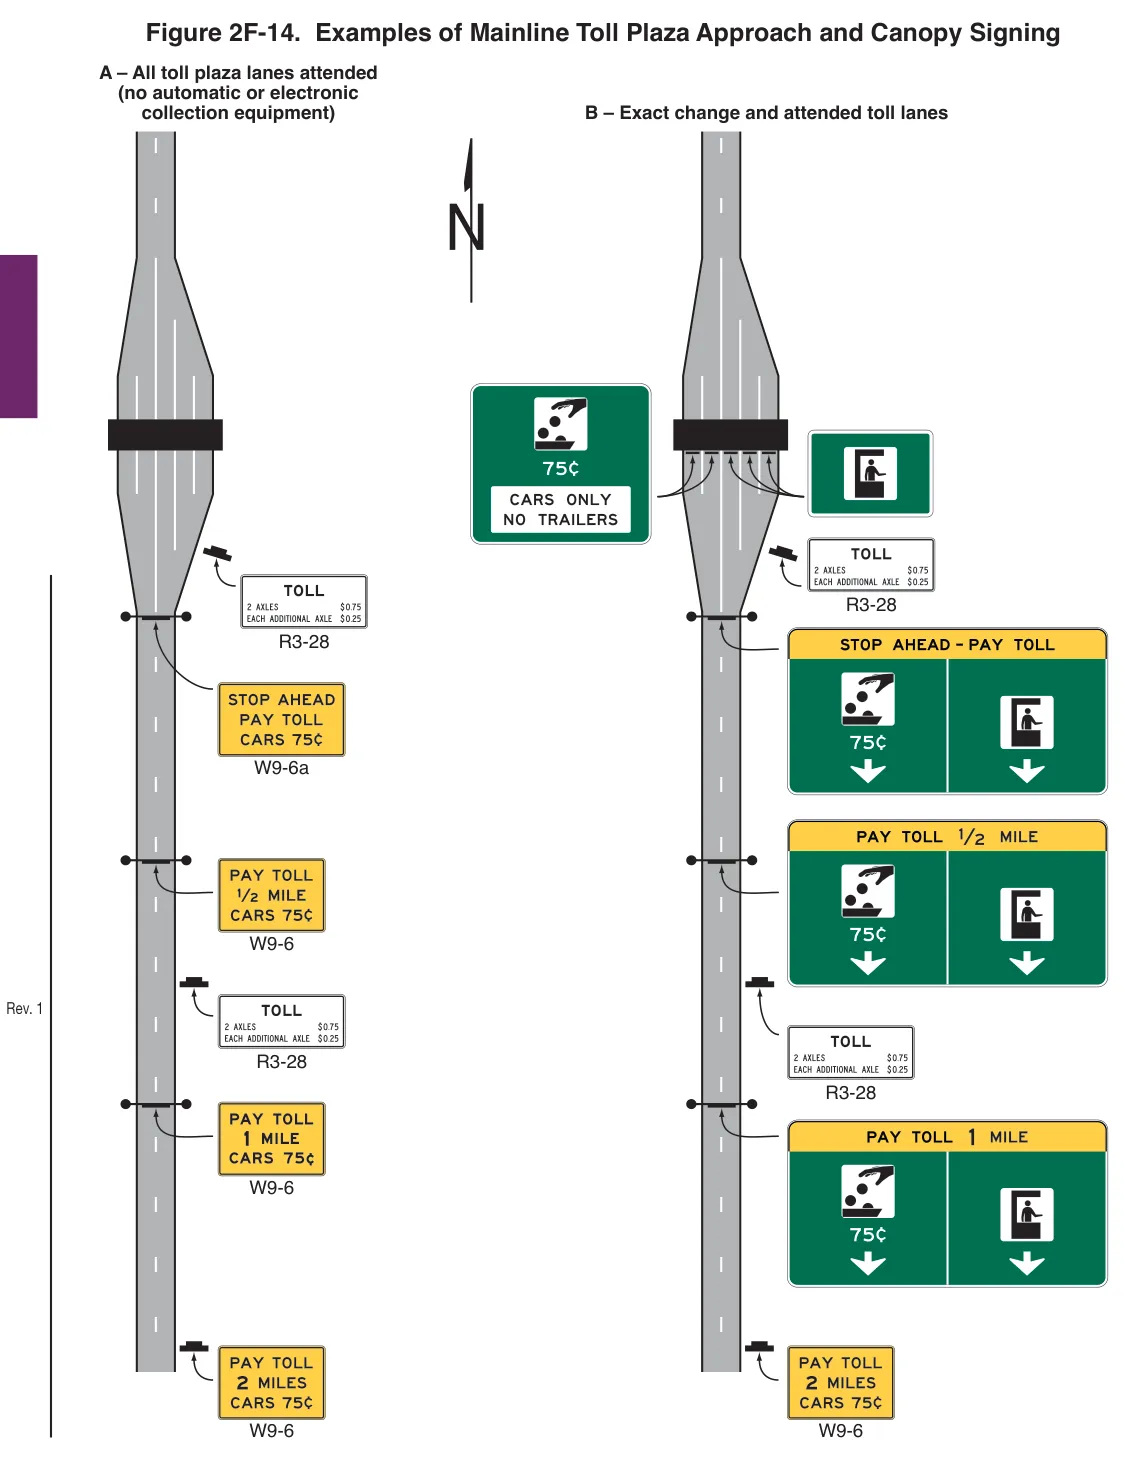 Figure 2F-14. Examples of Mainline Toll Plaza Approach and Canopy Signing
A – All toll plaza lanes attended
(no automatic or electronic
collection equipment)
TOLL
2 AXLES $0.75
EACH ADDITIONAL AXLE $0.25
R3-28
STOP AHEAD
PAY TOLL
CARS 75¢
W9-6a
PAY TOLL
1/2 MILE
CARS 75¢
W9-6
TOLL
2 AXLES $0.75
EACH ADDITIONAL AXLE $0.25
R3-28
PAY TOLL
1 MILE
CARS 75¢
W9-6
PAY TOLL
2 MILES
CARS 75¢
W9-6
Rev. 1
N
B – Exact change and attended toll lanes
75¢
CARS ONLY
NO TRAILERS
TOLL
2 AXLES $0.75
EACH ADDITIONAL AXLE $0.25
R3-28
STOP AHEAD - PAY TOLL
75¢
PAY TOLL 1/2 MILE
75¢
TOLL
2 AXLES $0.75
EACH ADDITIONAL AXLE $0.25
R3-28
PAY TOLL 1 MILE
75¢
PAY TOLL
2 MILES
CARS 75¢
W9-6